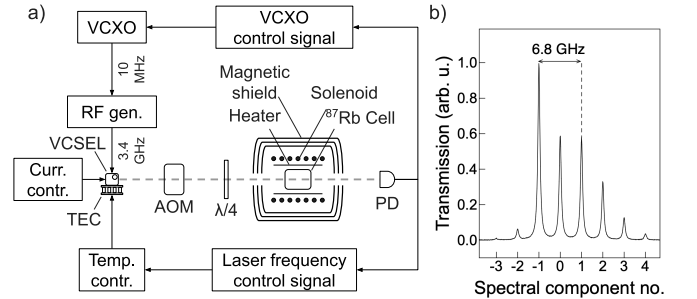 a)
VCXO
VCXO
control signal
10
MHz
RF gen.
3.4
GHz
VCSEL
Curr.
contr.
TEC
AOM
λ/4
Magnetic
shield
Heater
Solenoid
⁸⁷Rb Cell
PD
Temp.
contr.
Laser frequency
control signal
b)
6.8 GHz
Transmission (arb. u.)
1.0
0.8
0.6
0.4
0.2
0.0
-3 -2 -1 0 1 2 3 4
Spectral component no.